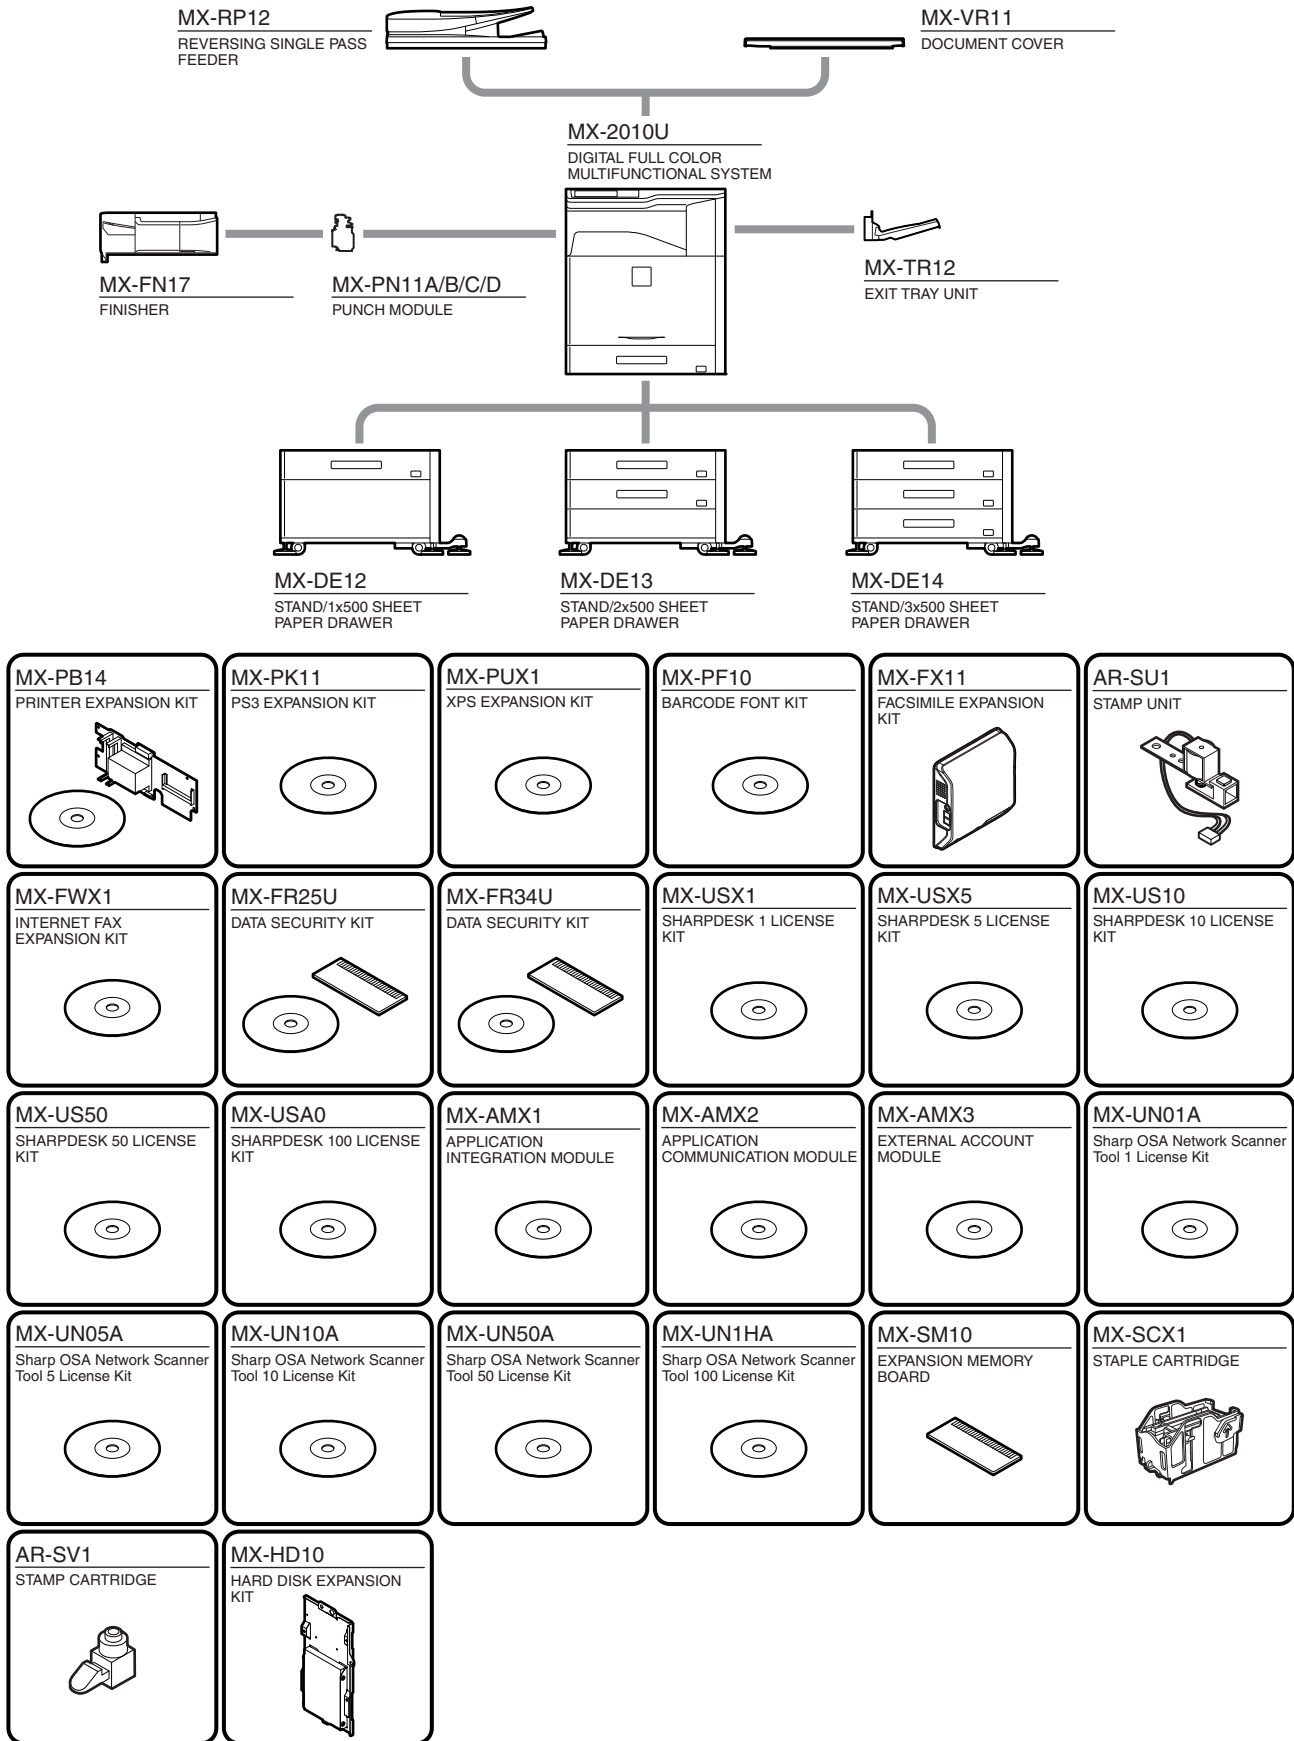 MX-RP12
REVERSING SINGLE PASS
FEEDER
MX-VR11
DOCUMENT COVER
MX-2010U
DIGITAL FULL COLOR
MULTIFUNCTIONAL SYSTEM
MX-FN17
FINISHER
MX-PN11A/B/C/D
PUNCH MODULE
MX-TR12
EXIT TRAY UNIT
MX-DE12
STAND/1x500 SHEET
PAPER DRAWER
MX-DE13
STAND/2x500 SHEET
PAPER DRAWER
MX-DE14
STAND/3x500 SHEET
PAPER DRAWER
MX-PB14
PRINTER EXPANSION KIT
MX-PK11
PS3 EXPANSION KIT
MX-PUX1
XPS EXPANSION KIT
MX-PF10
BARCODE FONT KIT
MX-FX11
FACSIMILE EXPANSION
KIT
AR-SU1
STAMP UNIT
MX-FWX1
INTERNET FAX
EXPANSION KIT
MX-FR25U
DATA SECURITY KIT
MX-FR34U
DATA SECURITY KIT
MX-USX1
SHARPDESK 1 LICENSE
KIT
MX-USX5
SHARPDESK 5 LICENSE
KIT
MX-US10
SHARPDESK 10 LICENSE
KIT
MX-US50
SHARPDESK 50 LICENSE
KIT
MX-USA0
SHARPDESK 100 LICENSE
KIT
MX-AMX1
APPLICATION
INTEGRATION MODULE
MX-AMX2
APPLICATION
COMMUNICATION MODULE
MX-AMX3
EXTERNAL ACCOUNT
MODULE
MX-UN01A
Sharp OSA Network Scanner
Tool 1 License Kit
MX-UN05A
Sharp OSA Network Scanner
Tool 5 License Kit
MX-UN10A
Sharp OSA Network Scanner
Tool 10 License Kit
MX-UN50A
Sharp OSA Network Scanner
Tool 50 License Kit
MX-UN1HA
Sharp OSA Network Scanner
Tool 100 License Kit
MX-SM10
EXPANSION MEMORY
BOARD
MX-SCX1
STAPLE CARTRIDGE
AR-SV1
STAMP CARTRIDGE
MX-HD10
HARD DISK EXPANSION
KIT